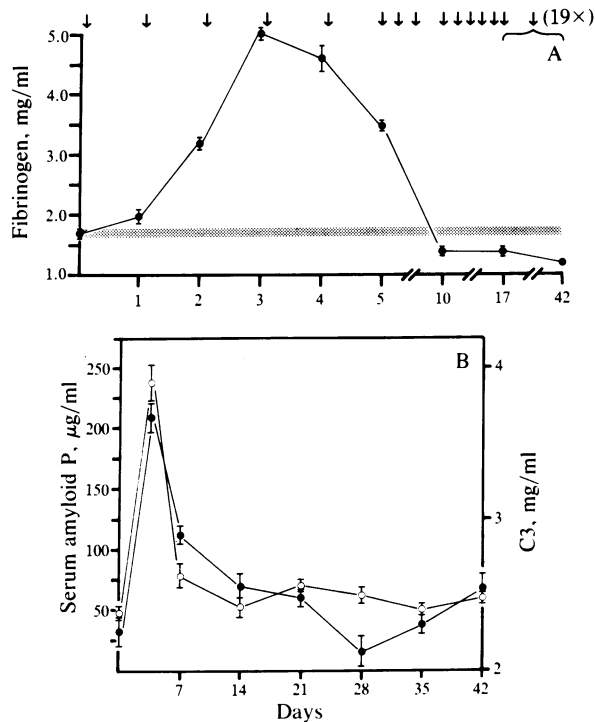 (19×)
A
Fibrinogen, mg/ml
5.0
4.0
3.0
2.0
1.0
1 2 3 4 5 10 17 42
B
Serum amyloid P, μg/ml
250
200
150
100
50
C3, mg/ml
4
3
2
7 14 21 28 35 42
Days